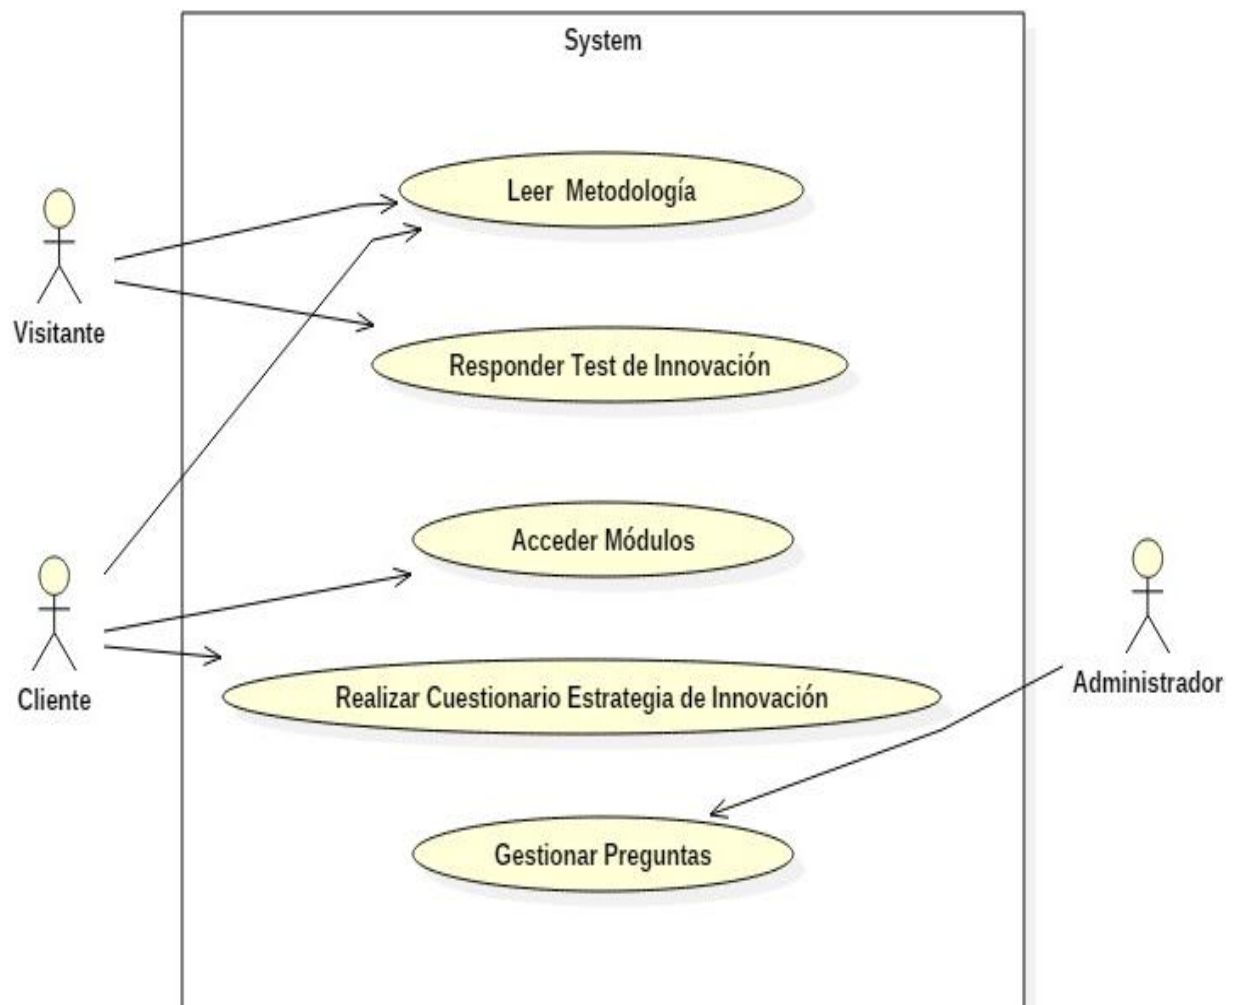 System
Leer Metodología
Visitante
Responder Test de Innovación
Acceder Módulos
Cliente
Realizar Cuestionario Estrategia de Innovación
Administrador
Gestionar Preguntas